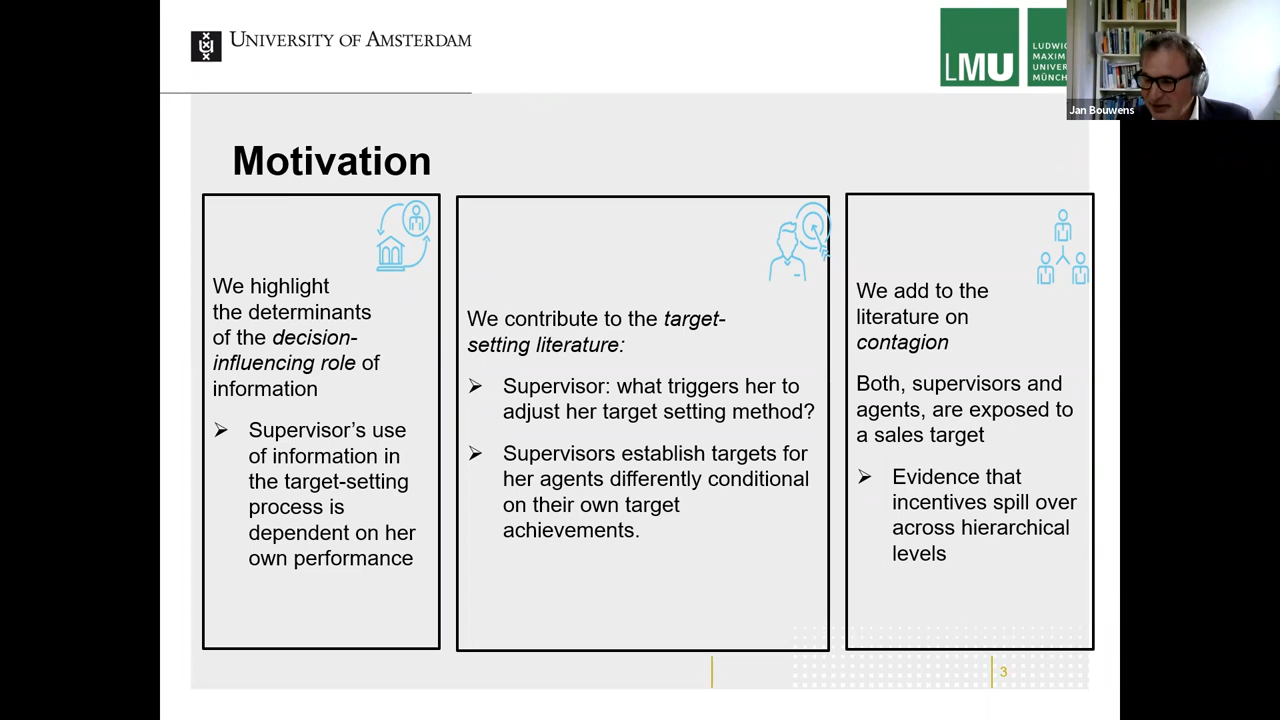 UNIVERSITY OF AMSTERDAM
LMU
LUDW
MAXIM
UNIVER
MÜNCH
Jan Bouwens
Motivation
We highlight
the determinants
of the decision-
influencing role of
information
➢ Supervisor’s use
of information in
the target-setting
process is
dependent on her
own performance
We contribute to the target-
setting literature:
➢ Supervisor: what triggers her to
adjust her target setting method?
➢ Supervisors establish targets for
her agents differently conditional
on their own target
achievements.
We add to the
literature on
contagion
Both, supervisors and
agents, are exposed to
a sales target
➢ Evidence that
incentives spill over
across hierarchical
levels
3